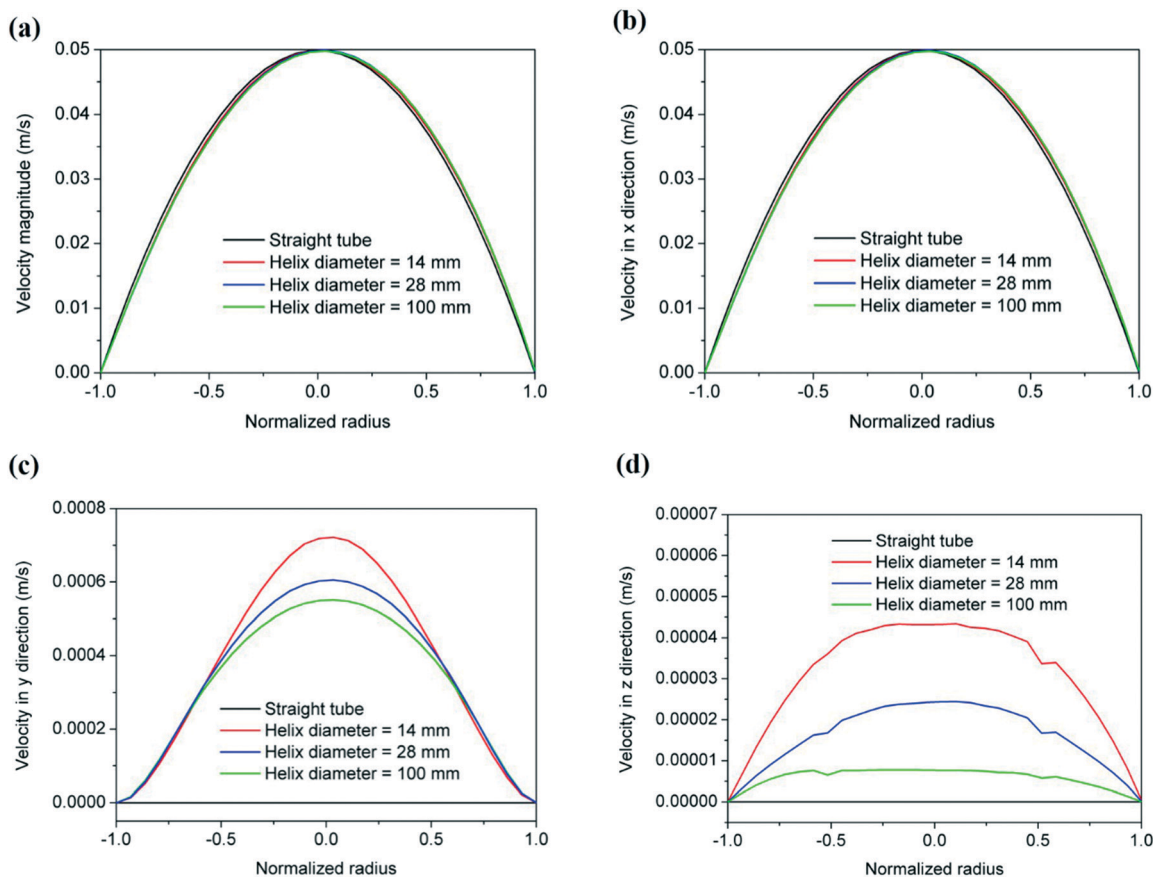 (a)
Velocity magnitude (m/s)
0.05
0.04
0.03
0.02
0.01
0.00
Straight tube
Helix diameter = 14 mm
Helix diameter = 28 mm
Helix diameter = 100 mm
-1.0 -0.5 0.0 0.5 1.0
Normalized radius
(b)
Velocity in x direction (m/s)
0.05
0.04
0.03
0.02
0.01
0.00
Straight tube
Helix diameter = 14 mm
Helix diameter = 28 mm
Helix diameter = 100 mm
-1.0 -0.5 0.0 0.5 1.0
Normalized radius
(c)
Velocity in y direction (m/s)
0.0008
0.0006
0.0004
0.0002
0.0000
Straight tube
Helix diameter = 14 mm
Helix diameter = 28 mm
Helix diameter = 100 mm
-1.0 -0.5 0.0 0.5 1.0
Normalized radius
(d)
Velocity in z direction (m/s)
0.00007
0.00006
0.00005
0.00004
0.00003
0.00002
0.00001
0.00000
Straight tube
Helix diameter = 14 mm
Helix diameter = 28 mm
Helix diameter = 100 mm
-1.0 -0.5 0.0 0.5 1.0
Normalized radius